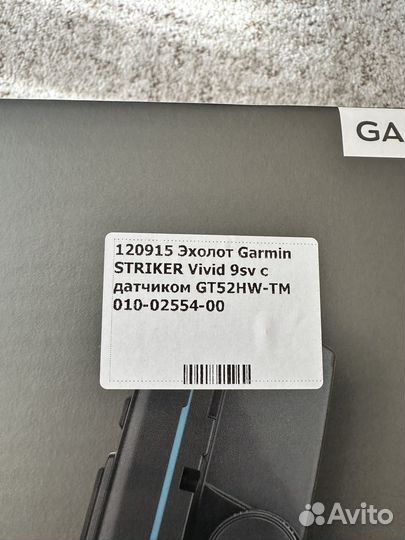 GA
120915 Эхолот Garmin
STRIKER Vivid 9sv с
датчиком GT52HW-TM
010-02554-00
Avito